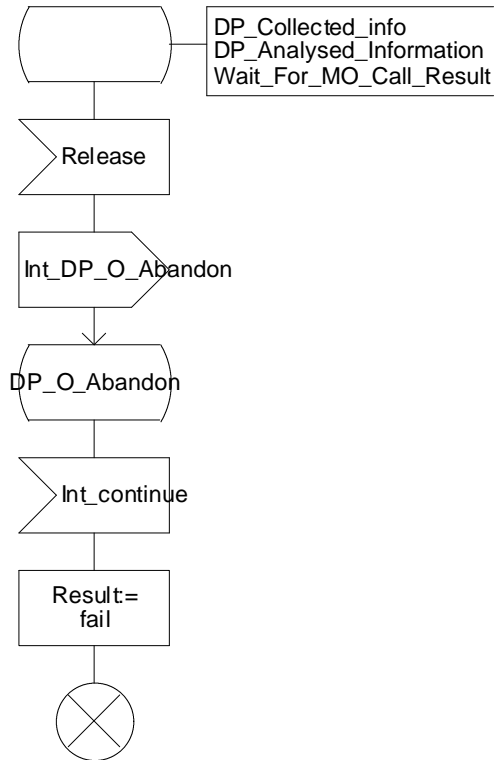 DP_Collected_info
DP_Analysed_Information
Wait_For_MO_Call_Result
Release
Int_DP_O_Abandon
DP_O_Abandon
Int_continue
Result:=
fail